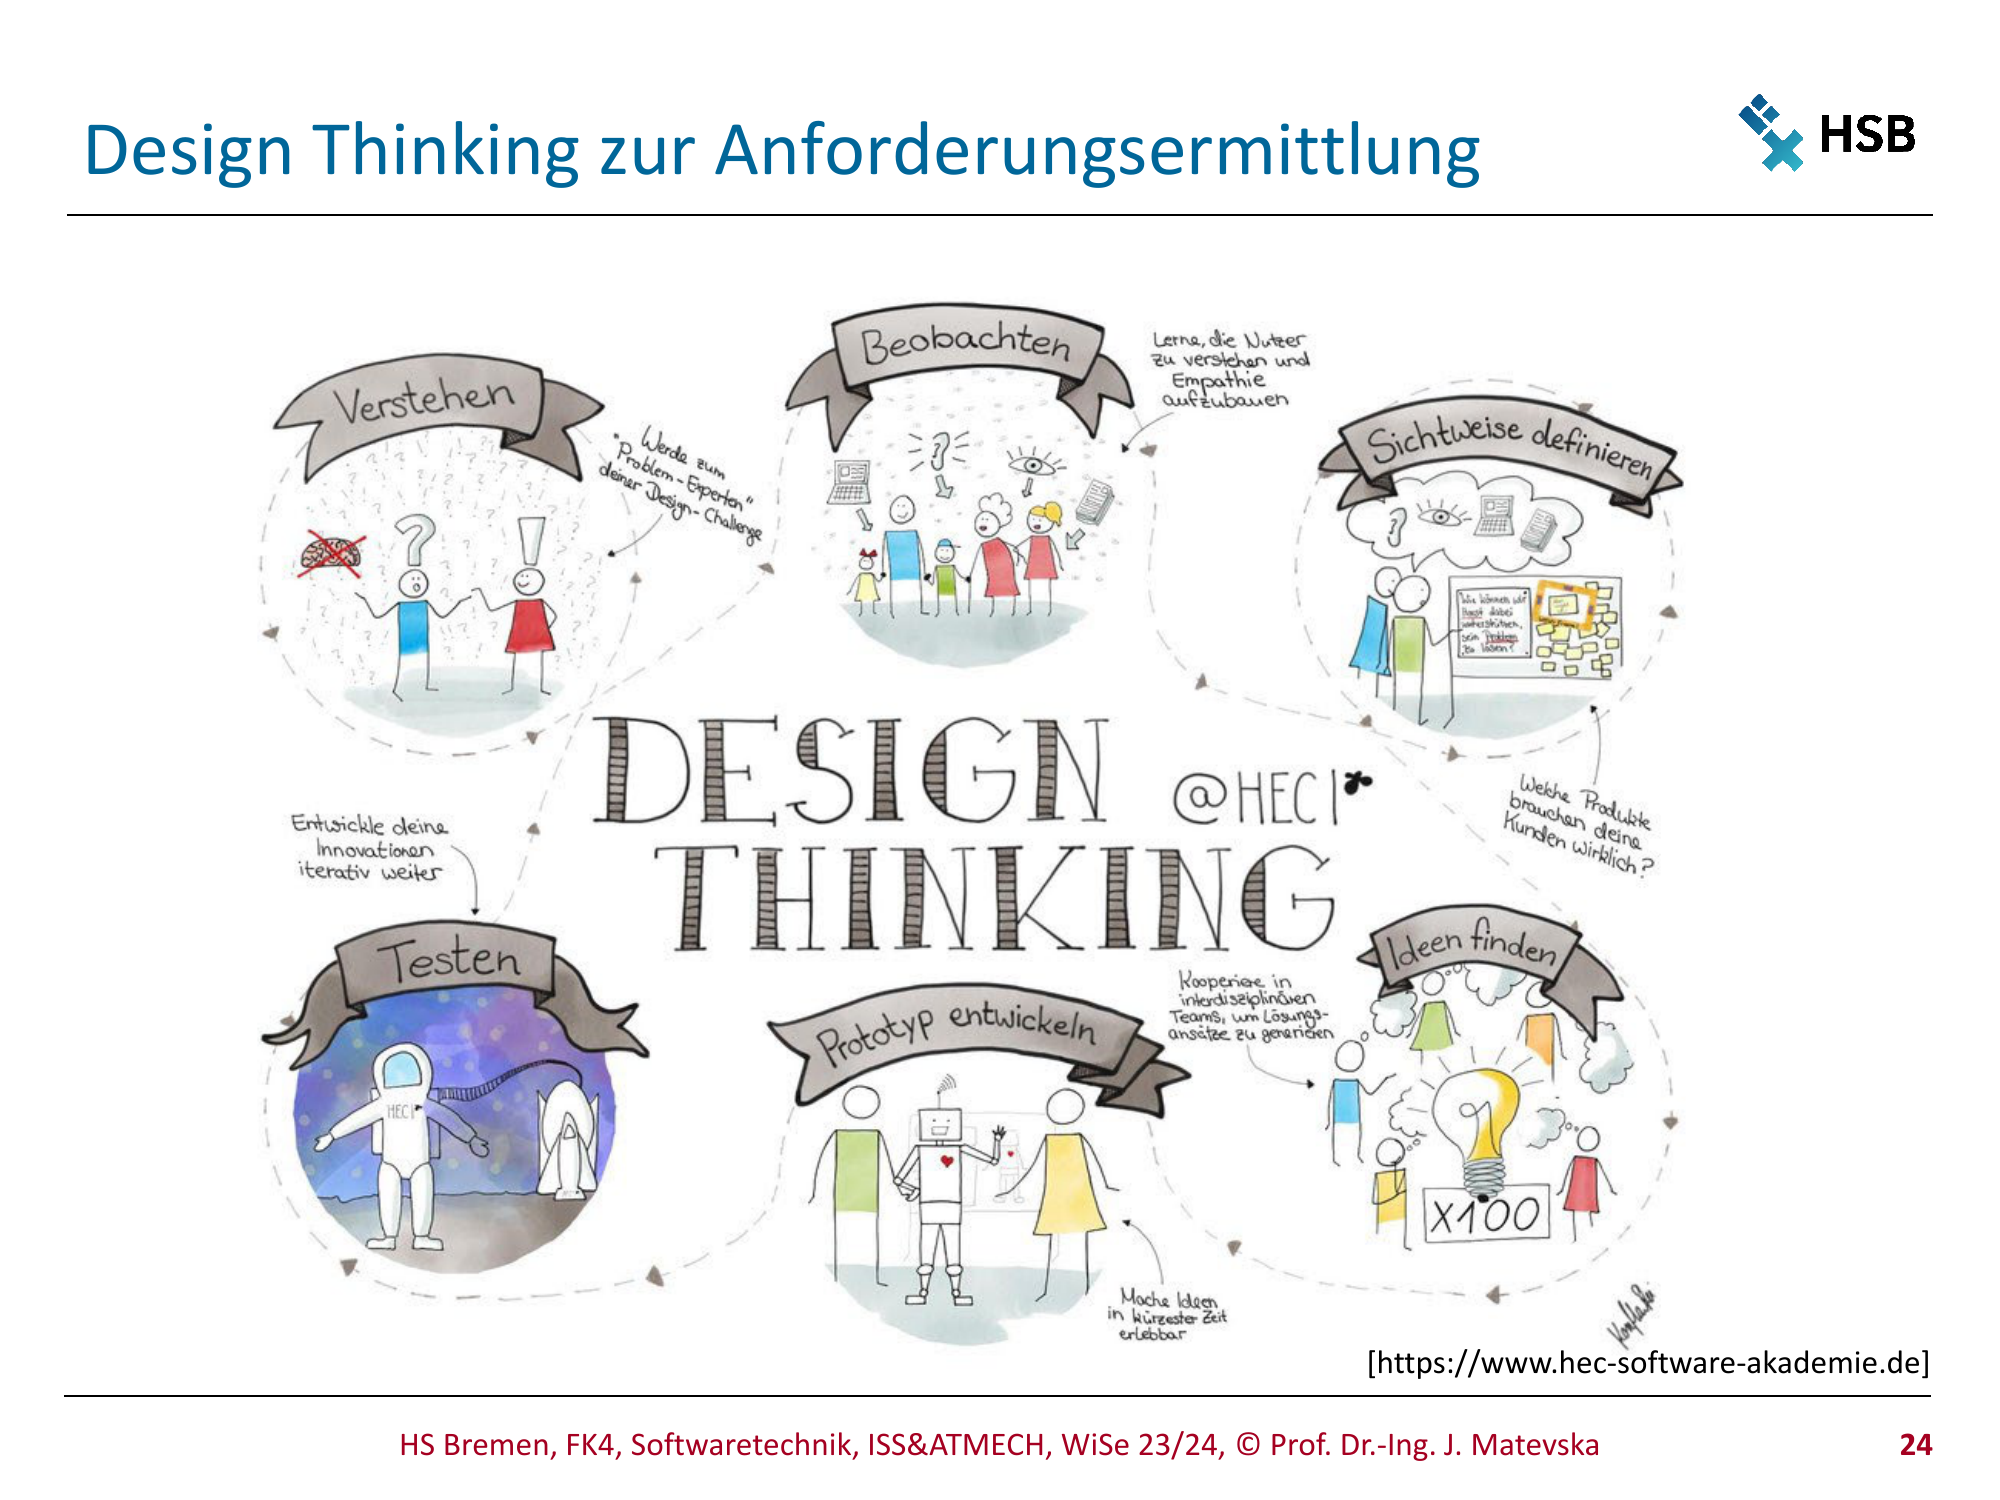 Design Thinking zur Anforderungsermittlung
HSB
Verstehen
Werde zum
"Problem-Experten"
deiner Design-Challenge
Beobachten
Lerne, die Nutzer
zu verstehen und
Empathie
aufzubauen
Sichtweise definieren
Wie können wir
Horst dabei
unterstützen,
sein Problem
zu lösen?
Welche Produkte
brauchen deine
Kunden wirklich?
DESIGN
@HEC
THINKING
Entwickle deine
Innovationen
iterativ weiter
Testen
HEC
Prototyp entwickeln
Mache Ideen
in kürzester Zeit
erlebbar
Kooperiere in
interdisziplinären
Teams, um Lösungs-
ansätze zu generieren
Ideen finden
x100
[https://www.hec-software-akademie.de]
HS Bremen, FK4, Softwaretechnik, ISS&ATMECH, WiSe 23/24, © Prof. Dr.-Ing. J. Matevska
24